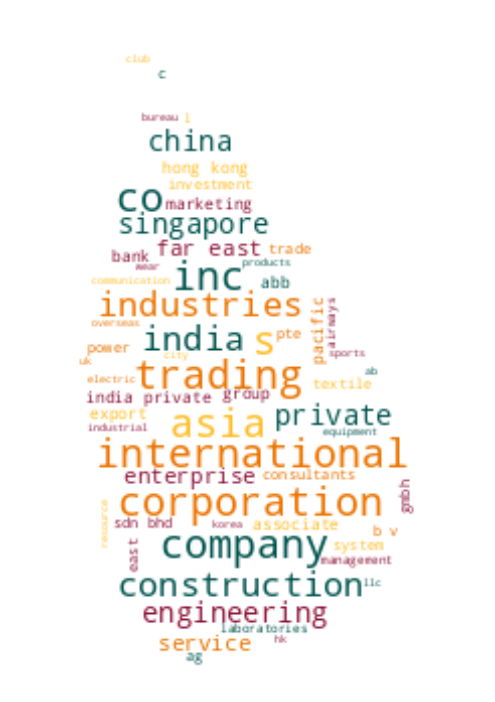 club
c
bureau l
china
hong kong
investment
co marketing
singapore
far east trade
bank
wear products
communication inc abb
industries
pacific
airways
overseas
india s pte
power city sports
uk
trading ab
electric textile
india private group
export asia private
industrial equipment
international
enterprise consultants
gmbh
corporation
resource
sdn bhd korea associate
b v
company system
east
management
construction llc
engineering
laboratories
service hk
ag